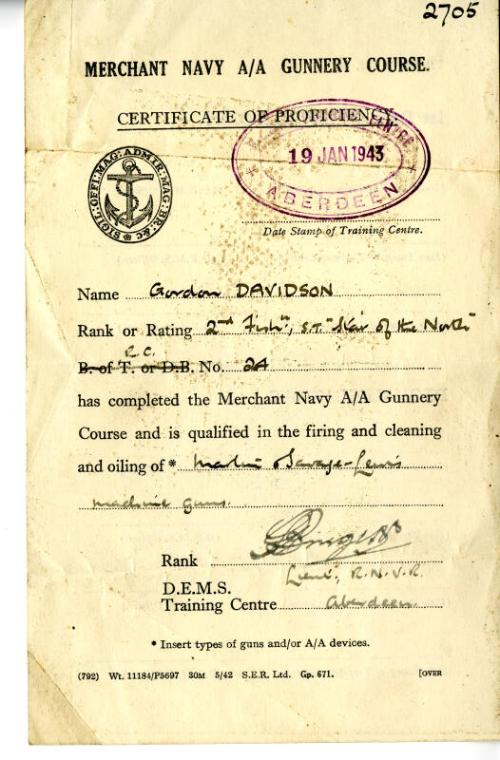 2705
MERCHANT NAVY A/A GUNNERY COURSE.
CERTIFICATE OF PROFICIENCY.
19 JAN 1943
ABERDEEN
SIGIL: OFFI: MAG: ADMIR: MAG: BR: &c
Date Stamp of Training Centre.
Name Gordon DAVIDSON
Rank or Rating 2nd Fishn, S.T. "Star of the North"
R.C.
B. of T. or D.B. No. 2A
has completed the Merchant Navy A/A Gunnery
Course and is qualified in the firing and cleaning
and oiling of * Marlin & Savage-Lewis
machine guns.
Rank
Lieut, R.N.V.R.
D.E.M.S.
Training Centre Aberdeen.
* Insert types of guns and/or A/A devices.
(792) Wt. 11184/P5697 30M 5/42 S.E.R. Ltd. Gp. 671. [OVER